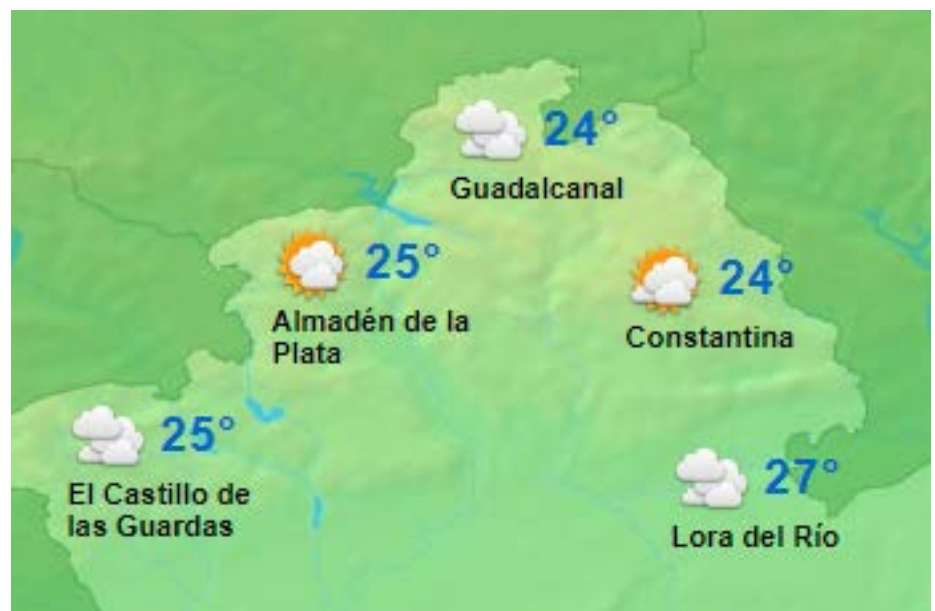 24°
Guadalcanal
25°
Almadén de la
Plata
24°
Constantina
25°
El Castillo de
las Guardas
27°
Lora del Río